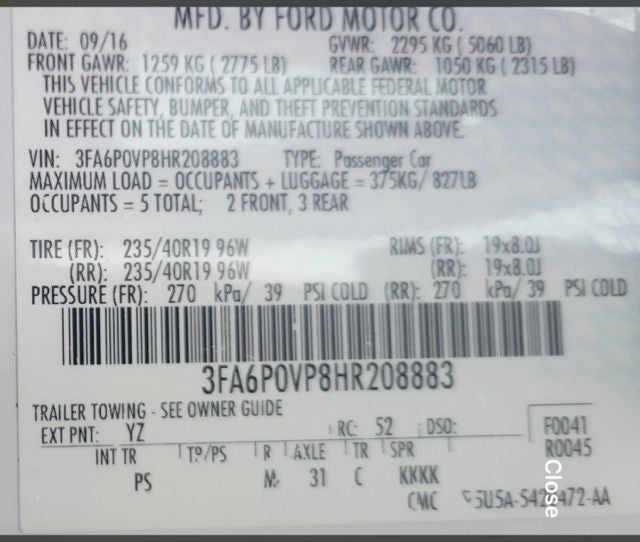 MFD. BY FORD MOTOR CO.
DATE: 09/16 GVWR: 2295 KG ( 5060 LB)
FRONT GAWR: 1259 KG ( 2775 LB) REAR GAWR: 1050 KG ( 2315 LB)
THIS VEHICLE CONFORMS TO ALL APPLICABLE FEDERAL MOTOR
VEHICLE SAFETY, BUMPER, AND THEFT PREVENTION STANDARDS
IN EFFECT ON THE DATE OF MANUFACTURE SHOWN ABOVE.
VIN: 3FA6P0VP8HR208883 TYPE: Passenger Car
MAXIMUM LOAD = OCCUPANTS + LUGGAGE = 375KG/ 827LB
OCCUPANTS = 5 TOTAL; 2 FRONT, 3 REAR
TIRE (FR): 235/40R19 96W RIMS (FR): 19x8.0J
(RR): 235/40R19 96W (RR): 19x8.0J
PRESSURE (FR): 270 kPa/ 39 PSI COLD (RR): 270 kPa/ 39 PSI COLD
3FA6P0VP8HR208883
TRAILER TOWING - SEE OWNER GUIDE
EXT PNT: YZ RC: 52 DSO: F0041
INT TR TP/PS R AXLE TR SPR R0045
PS M 31 C KKKK
CMC
Close